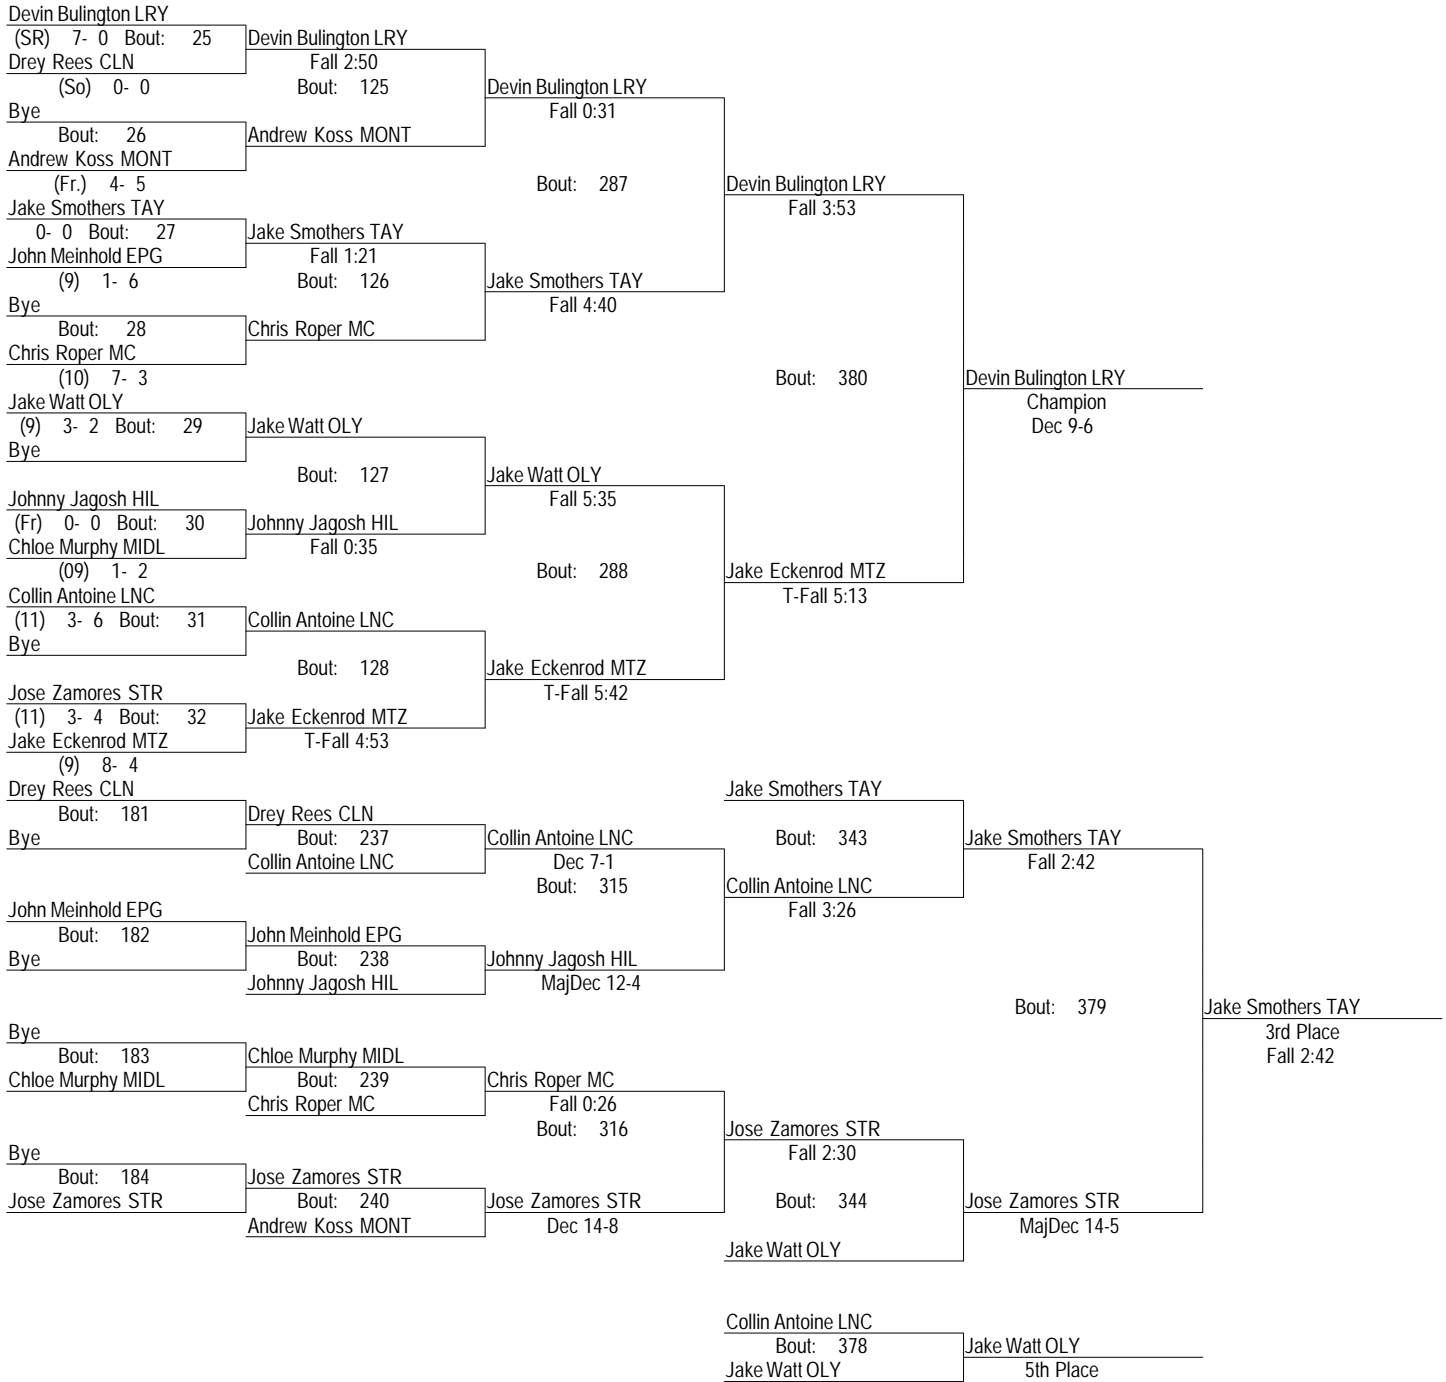 Devin Bulington LRY
(SR) 7- 0 Bout: 25
Drey Rees CLN
(So) 0- 0
Bye
Bout: 26
Andrew Koss MONT
(Fr.) 4- 5
Jake Smothers TAY
0- 0 Bout: 27
John Meinhold EPG
(9) 1- 6
Bye
Bout: 28
Chris Roper MC
(10) 7- 3
Jake Watt OLY
(9) 3- 2 Bout: 29
Bye
Johnny Jagosh HIL
(Fr) 0- 0 Bout: 30
Chloe Murphy MIDL
(09) 1- 2
Collin Antoine LNC
(11) 3- 6 Bout: 31
Bye
Jose Zamores STR
(11) 3- 4 Bout: 32
Jake Eckenrod MTZ
(9) 8- 4
Devin Bulington LRY
Fall 2:50
Bout: 125
Andrew Koss MONT
Jake Smothers TAY
Fall 1:21
Bout: 126
Chris Roper MC
Jake Watt OLY
Bout: 127
Johnny Jagosh HIL
Fall 0:35
Collin Antoine LNC
Bout: 128
Jake Eckenrod MTZ
T-Fall 4:53
Devin Bulington LRY
Fall 0:31
Bout: 287
Jake Smothers TAY
Fall 4:40
Jake Watt OLY
Fall 5:35
Bout: 288
Jake Eckenrod MTZ
T-Fall 5:42
Devin Bulington LRY
Fall 3:53
Bout: 380
Jake Eckenrod MTZ
T-Fall 5:13
Devin Bulington LRY
Champion
Dec 9-6
Drey Rees CLN
Bout: 181
Bye
John Meinhold EPG
Bout: 182
Bye
Bye
Bout: 183
Chloe Murphy MIDL
Bye
Bout: 184
Jose Zamores STR
Drey Rees CLN
Bout: 237
Collin Antoine LNC
John Meinhold EPG
Bout: 238
Johnny Jagosh HIL
Chloe Murphy MIDL
Bout: 239
Chris Roper MC
Jose Zamores STR
Bout: 240
Andrew Koss MONT
Collin Antoine LNC
Dec 7-1
Bout: 315
Johnny Jagosh HIL
MajDec 12-4
Chris Roper MC
Fall 0:26
Bout: 316
Jose Zamores STR
Dec 14-8
Jake Smothers TAY
Bout: 343
Collin Antoine LNC
Fall 3:26
Jose Zamores STR
Fall 2:30
Bout: 344
Jake Watt OLY
Jake Smothers TAY
Fall 2:42
Bout: 379
Jose Zamores STR
MajDec 14-5
Jake Smothers TAY
3rd Place
Fall 2:42
Collin Antoine LNC
Bout: 378
Jake Watt OLY
Jake Watt OLY
5th Place